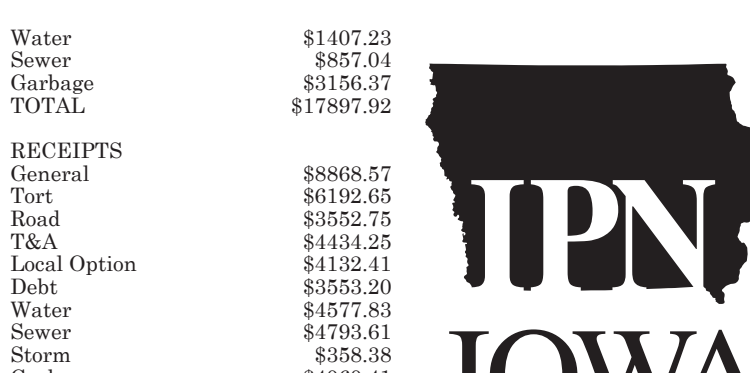 Water $1407.23
Sewer $857.04
Garbage $3156.37
TOTAL $17897.92
RECEIPTS
General $8868.57
Tort $6192.65
Road $3552.75
T&A $4434.25
Local Option $4132.41
Debt $3553.20
Water $4577.83
Sewer $4793.61
Storm $358.38
IPN
IOWA